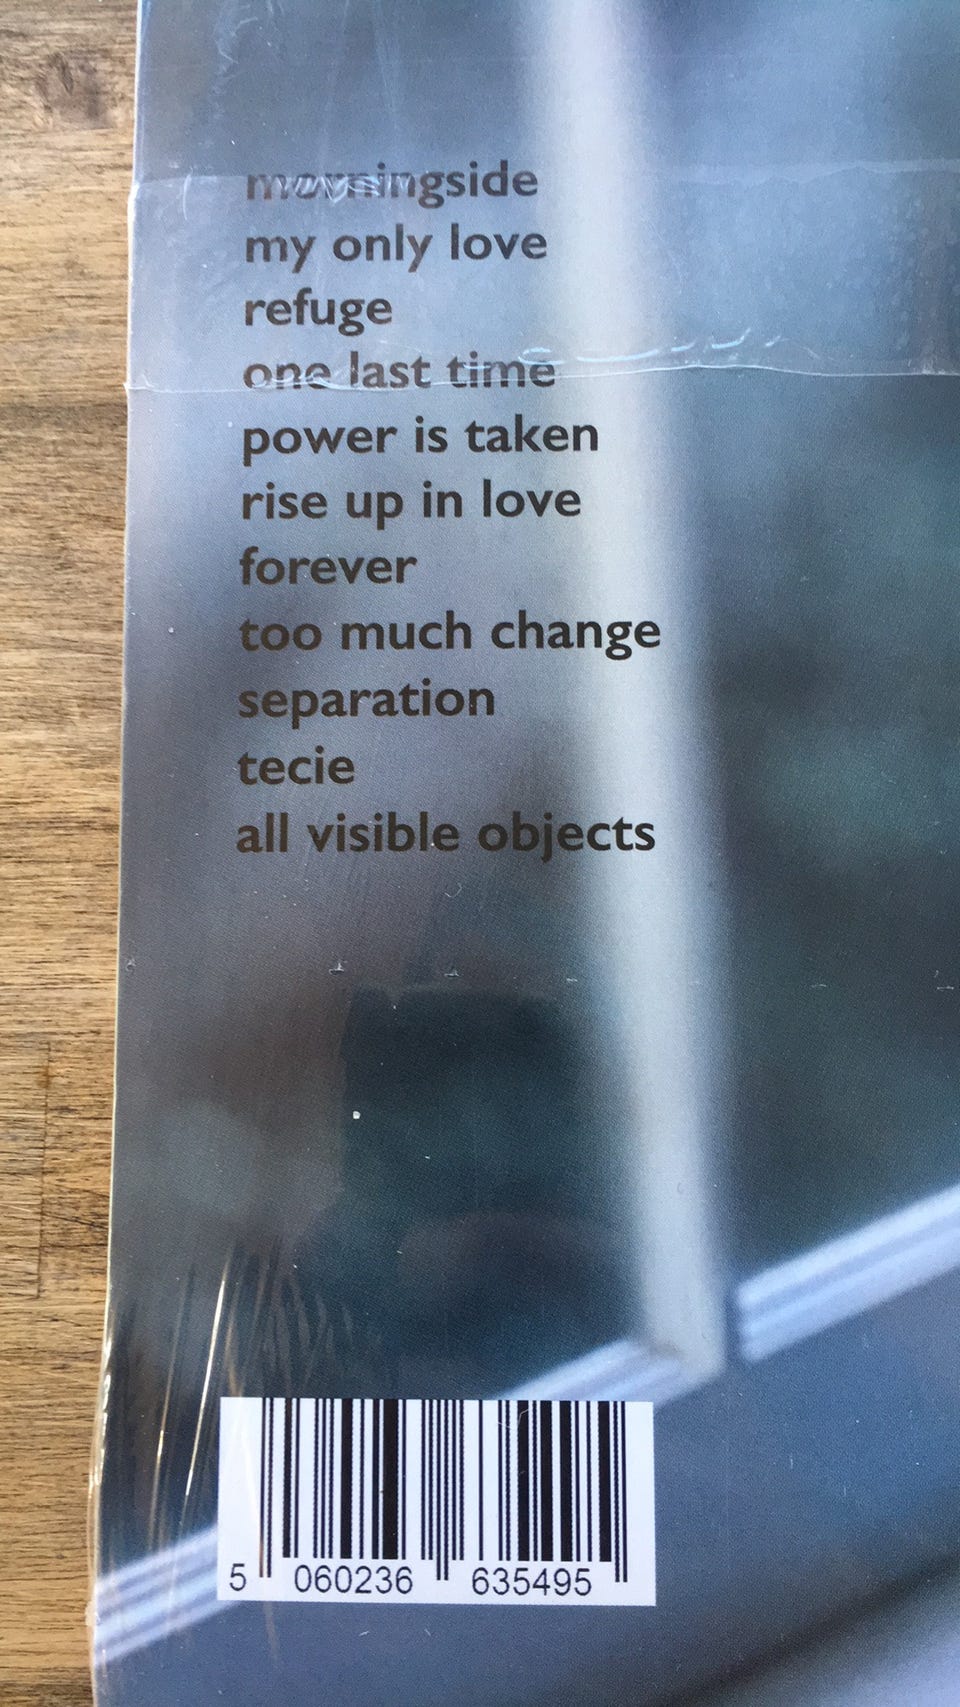 morningside
my only love
refuge
one last time
power is taken
rise up in love
forever
too much change
separation
tecie
all visible objects
5 060236 635495